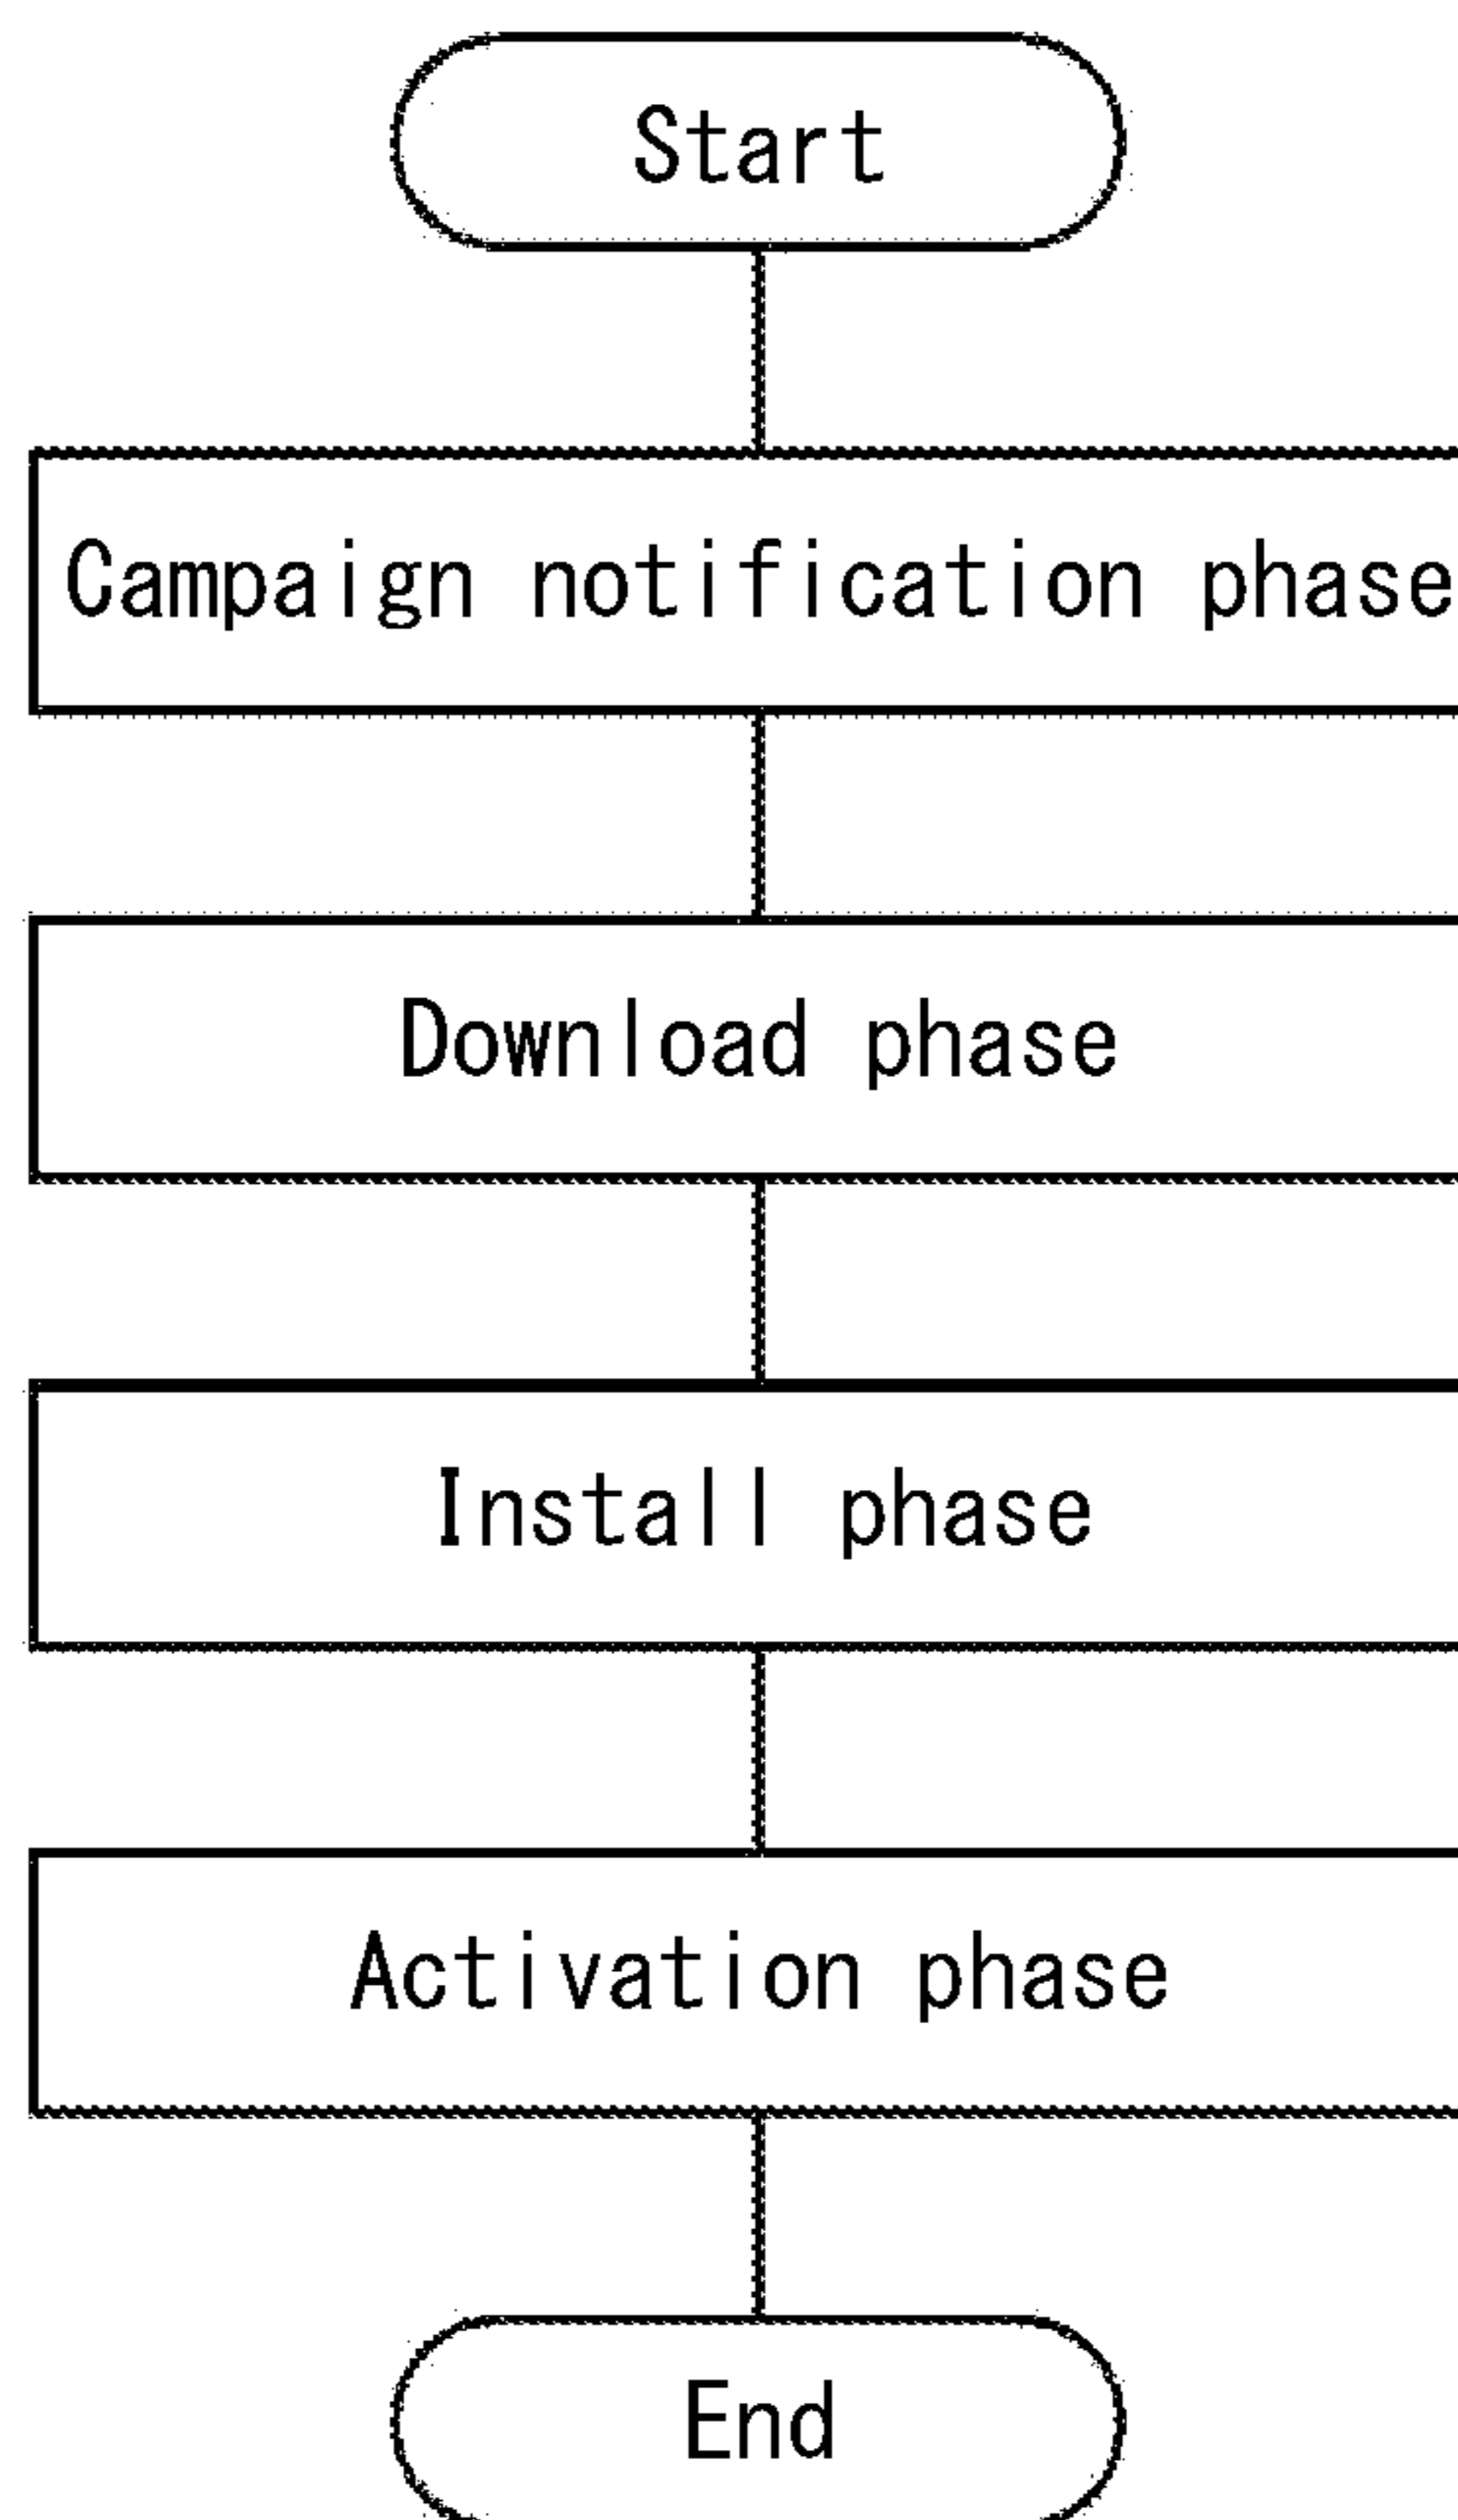 Start
Campaign notification phase
Download phase
Install phase
Activation phase
End